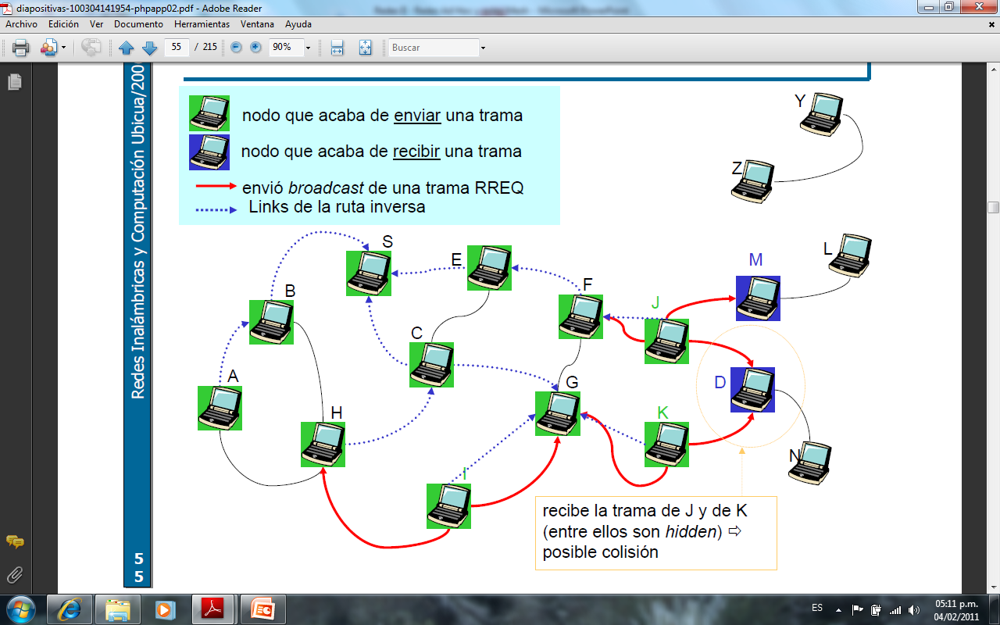 diapositivas-100304141954-phpapp02.pdf - Adobe Reader
Archivo Edición Ver Documento Herramientas Ventana Ayuda
55 / 215 90% Buscar
Redes Inalámbricas y Computación Ubicua/200
nodo que acaba de enviar una trama
nodo que acaba de recibir una trama
envió broadcast de una trama RREQ
Links de la ruta inversa
Y
Z
S
E
L
M
B
F
J
C
A
G
D
H
K
N
I
recibe la trama de J y de K
(entre ellos son hidden) ⇨
posible colisión
5
5
ES
05:11 p.m.
04/02/2011